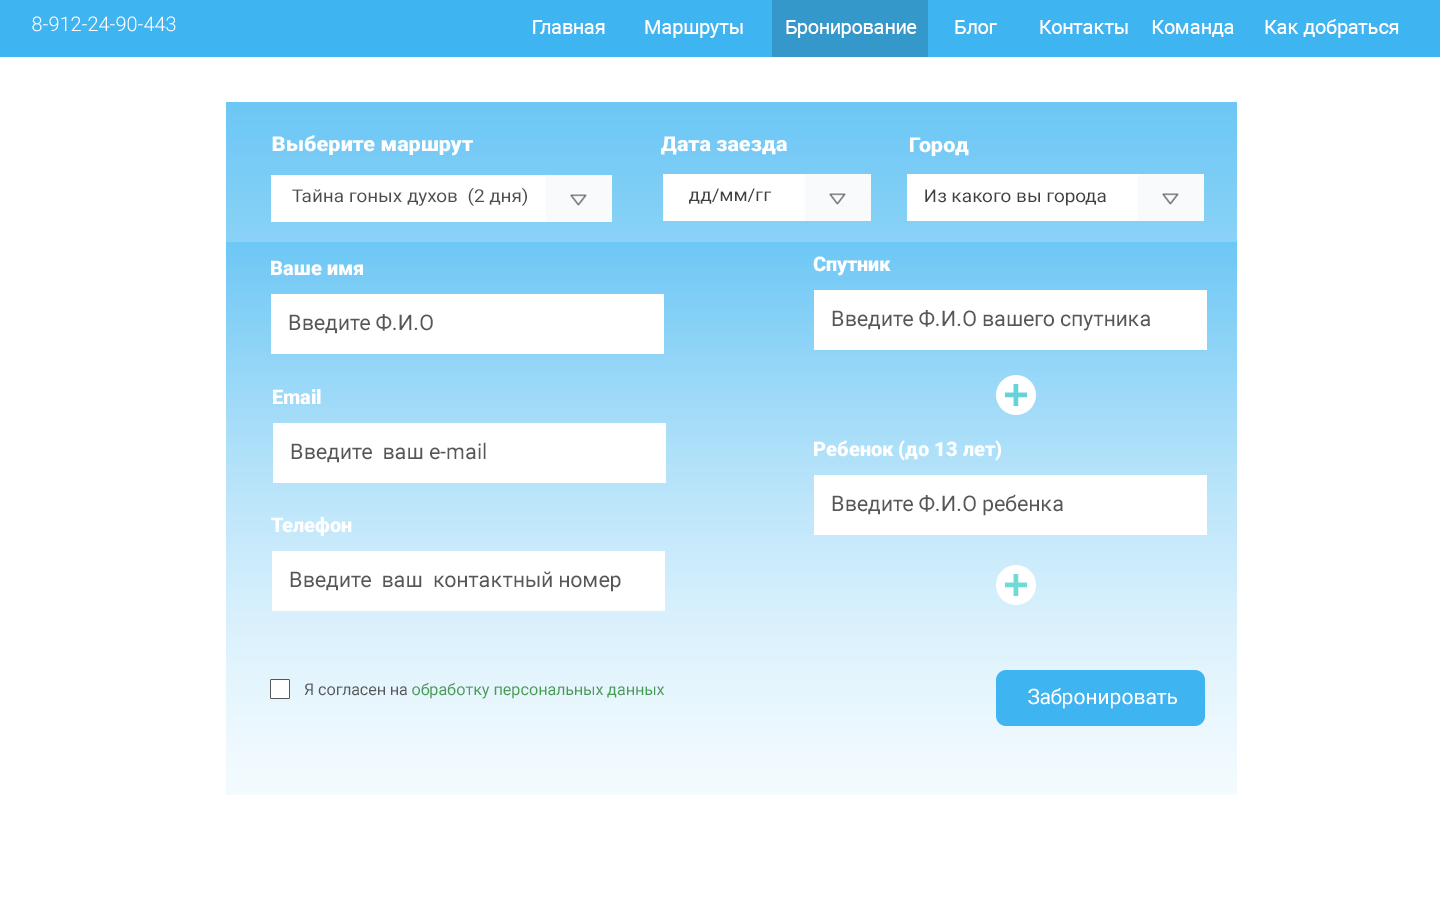 8-912-24-90-443
Главная Маршруты Бронирование Блог Контакты Команда Как добраться
Выберите маршрут Дата заезда Город
Тайна гоных духов (2 дня) дд/мм/гг Из какого вы города
Ваше имя
Введите Ф.И.О
Email
Введите ваш e-mail
Телефон
Введите ваш контактный номер
Спутник
Введите Ф.И.О вашего спутника
Ребенок (до 13 лет)
Введите Ф.И.О ребенка
Я согласен на обработку персональных данных
Забронировать